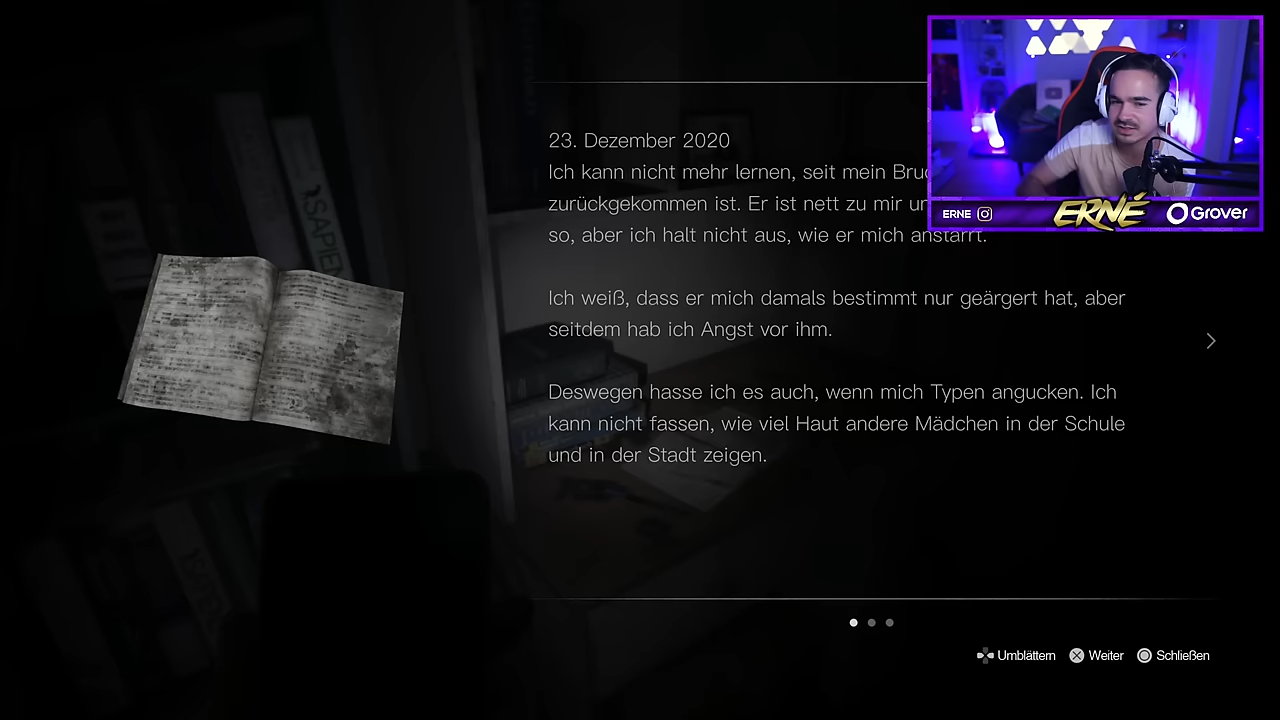 23. Dezember 2020
Ich kann nicht mehr lernen, seit mein
zurückgekommen ist. Er ist nett zu mir
so, aber ich halt nicht aus, wie er mich anstarrt.
Ich weiß, dass er mich damals bestimmt nur geärgert hat, aber
seitdem hab ich Angst vor ihm.
Deswegen hasse ich es auch, wenn mich Typen angucken. Ich
kann nicht fassen, wie viel Haut andere Mädchen in der Schule
und in der Stadt zeigen.
ERNE
ERNÉ
Grover
SAPIEN
Umblättern Weiter Schließen